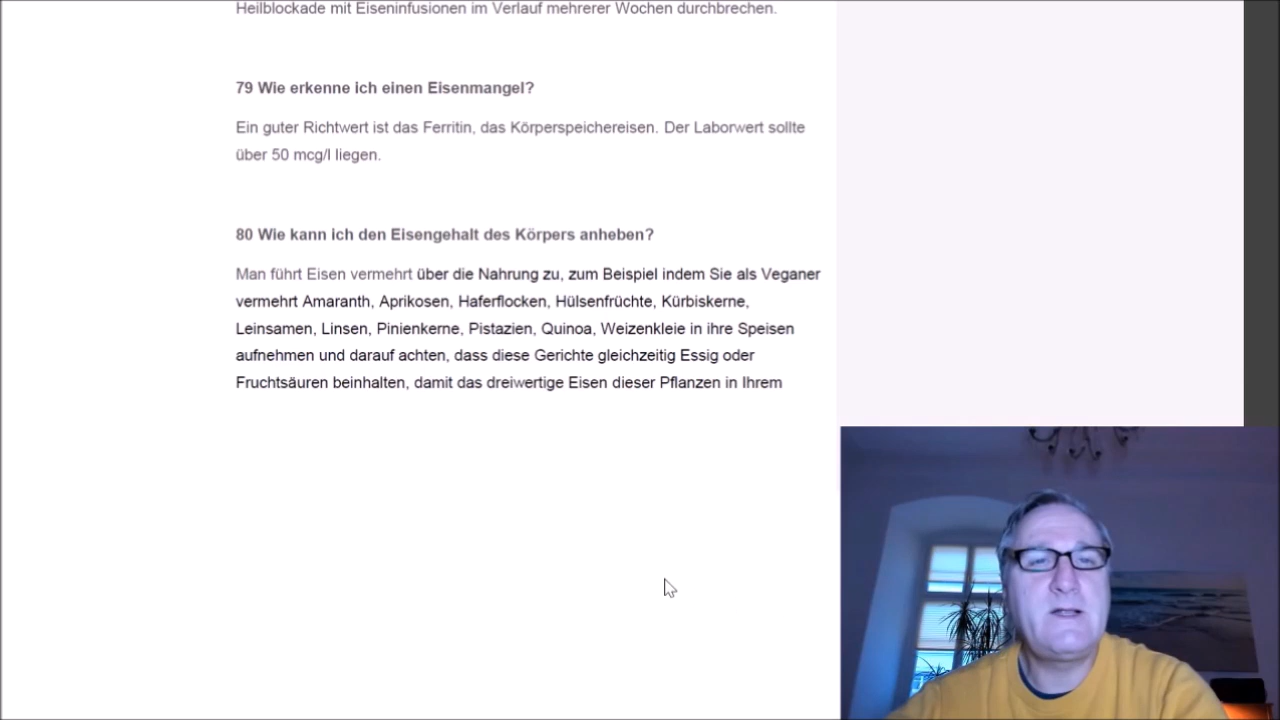 Heilblockade mit Eiseninfusionen im Verlauf mehrerer Wochen durchbrechen.
79 Wie erkenne ich einen Eisenmangel?
Ein guter Richtwert ist das Ferritin, das Körperspeichereisen. Der Laborwert sollte
über 50 mcg/l liegen.
80 Wie kann ich den Eisengehalt des Körpers anheben?
Man führt Eisen vermehrt über die Nahrung zu, zum Beispiel indem Sie als Veganer
vermehrt Amaranth, Aprikosen, Haferflocken, Hülsenfrüchte, Kürbiskerne,
Leinsamen, Linsen, Pinienkerne, Pistazien, Quinoa, Weizenkleie in ihre Speisen
aufnehmen und darauf achten, dass diese Gerichte gleichzeitig Essig oder
Fruchtsäuren beinhalten, damit das dreiwertige Eisen dieser Pflanzen in Ihrem